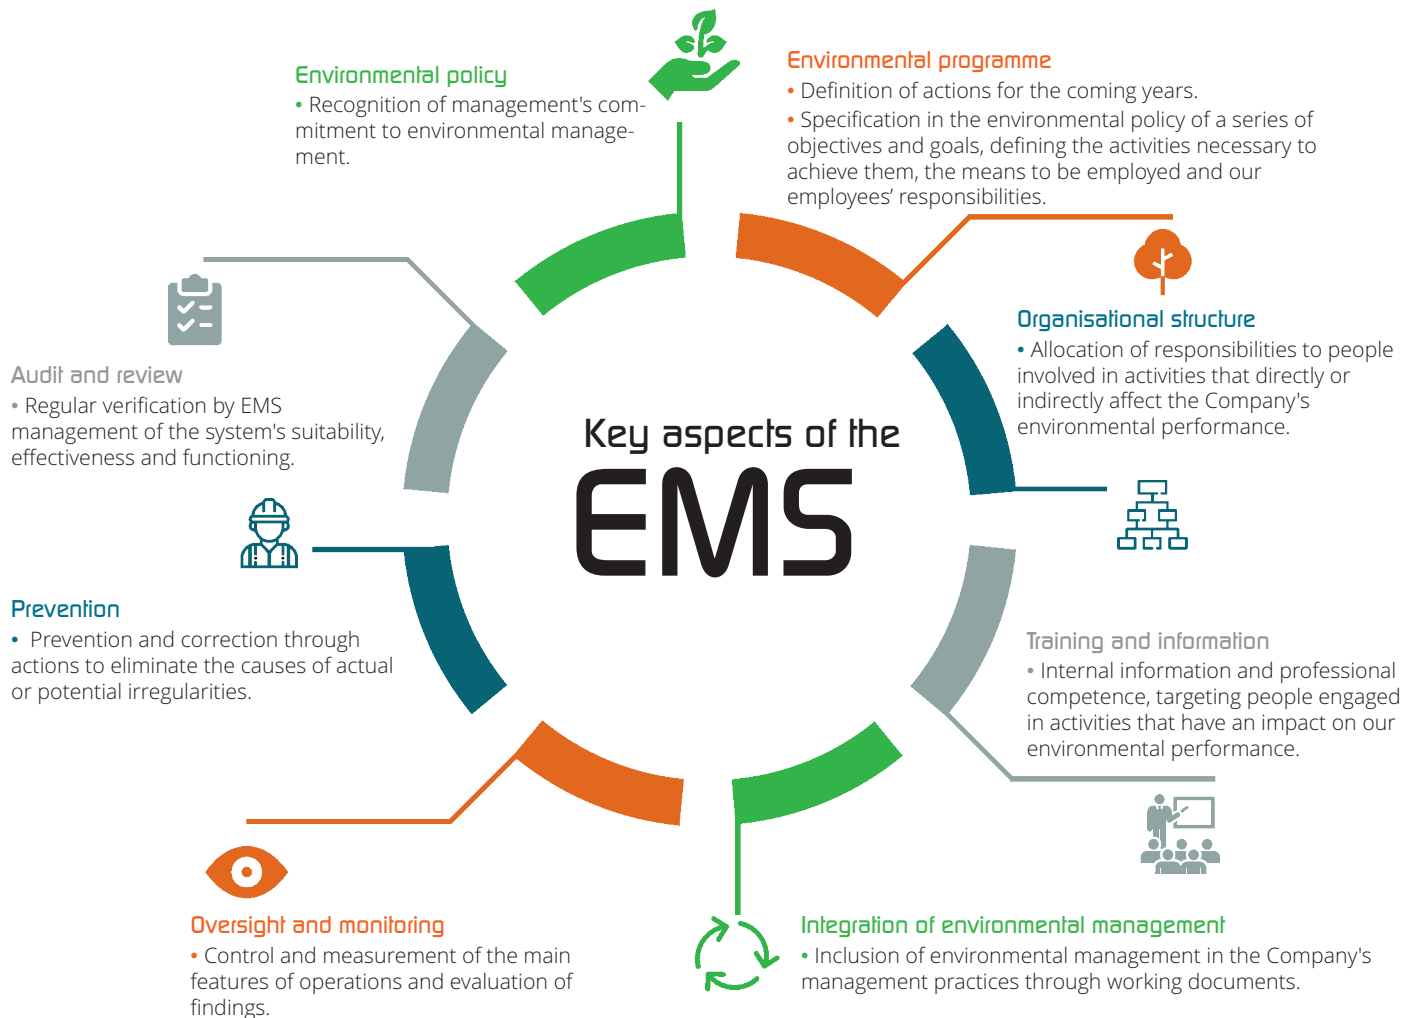 Environmental policy
• Recognition of management's com-
mitment to environmental manage-
ment.
Environmental programme
• Definition of actions for the coming years.
• Specification in the environmental policy of a series of
objectives and goals, defining the activities necessary to
achieve them, the means to be employed and our
employees’ responsibilities.
Organisational structure
• Allocation of responsibilities to people
involved in activities that directly or
indirectly affect the Company's
environmental performance.
Audit and review
• Regular verification by EMS
management of the system's suitability,
effectiveness and functioning.
Key aspects of the
EMS
Prevention
• Prevention and correction through
actions to eliminate the causes of actual
or potential irregularities.
Training and information
• Internal information and professional
competence, targeting people engaged
in activities that have an impact on our
environmental performance.
Oversight and monitoring
• Control and measurement of the main
features of operations and evaluation of
findings.
Integration of environmental management
• Inclusion of environmental management in the Company's
management practices through working documents.